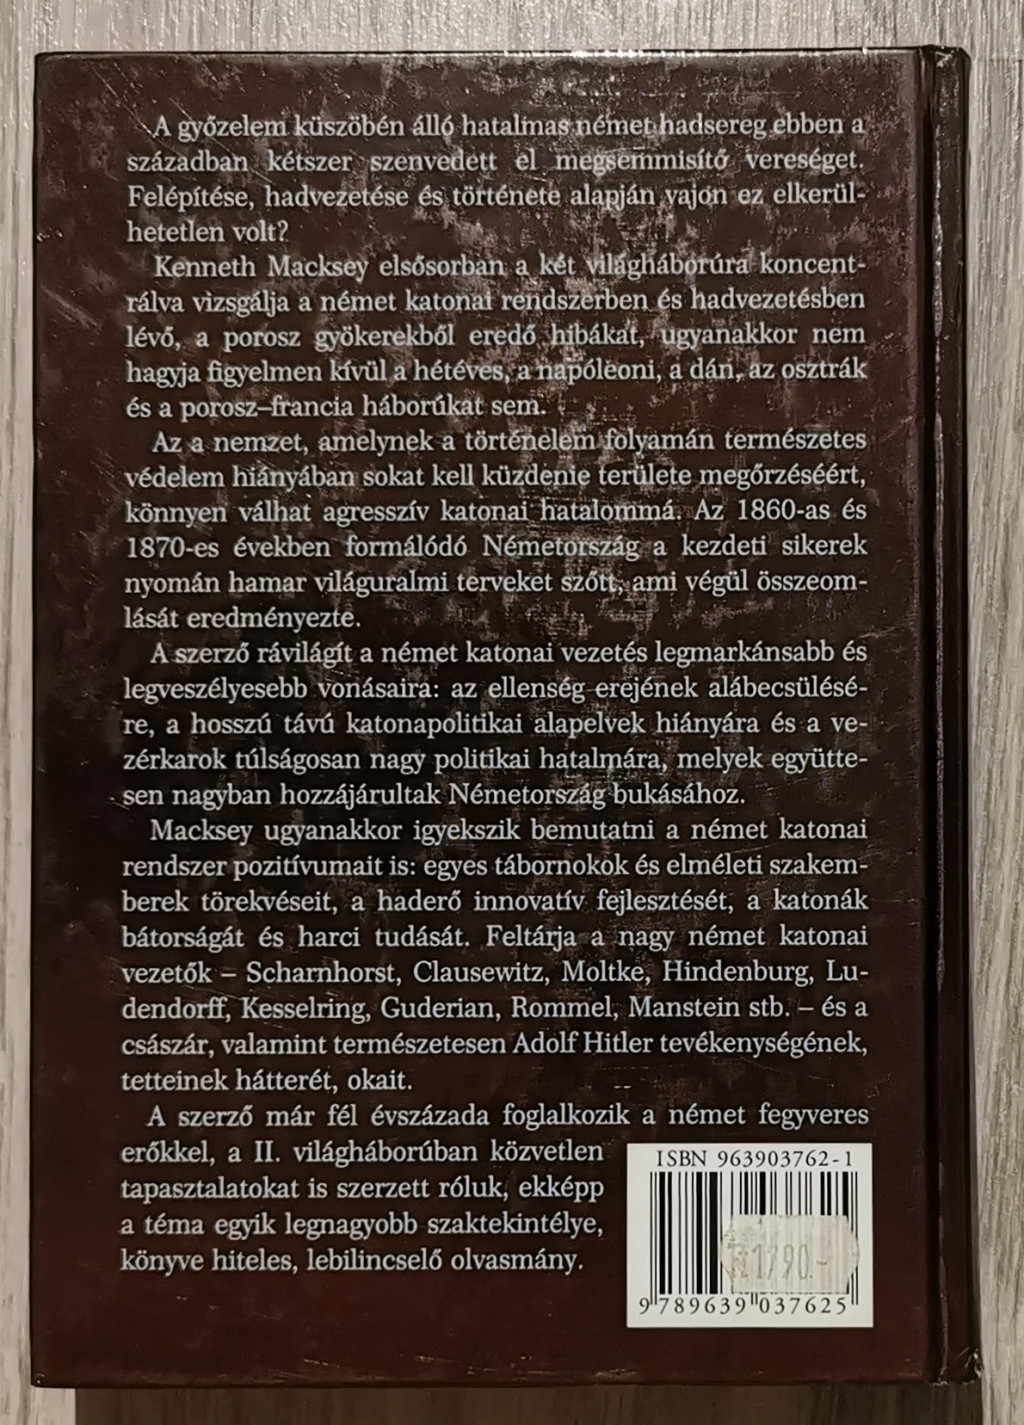 A győzelem küszöbén álló hatalmas német hadsereg ebben a
században kétszer szenvedett el megsemmisítő vereséget.
Felépítése, hadvezetése és története alapján vajon ez elkerül-
hetetlen volt?
Kenneth Macksey elsősorban a két világháborúra koncent-
rálva vizsgálja a német katonai rendszerben és hadvezetésben
lévő, a porosz gyökerekből eredő hibákat, ugyanakkor nem
hagyja figyelmen kívül a hétéves, a napóleoni, a dán, az osztrák
és a porosz–francia háborúkat sem.
Az a nemzet, amelynek a történelem folyamán természetes
védelem hiányában sokat kell küzdenie területe megőrzéséért,
könnyen válhat agresszív katonai hatalommá. Az 1860-as és
1870-es években formálódó Németország a kezdeti sikerek
nyomán hamar világuralmi terveket szőtt, ami végül összeom-
lását eredményezte.
A szerző rávilágít a német katonai vezetés legmarkánsabb és
legveszélyesebb vonásaira: az ellenség erejének alábecsülésé-
re, a hosszú távú katonapolitikai alapelvek hiányára és a ve-
zérkarok túlságosan nagy politikai hatalmára, melyek együtte-
sen nagyban hozzájárultak Németország bukásához.
Macksey ugyanakkor igyekszik bemutatni a német katonai
rendszer pozitívumait is: egyes tábornokok és elméleti szakem-
berek törekvéseit, a haderő innovatív fejlesztését, a katonák
bátorságát és harci tudását. Feltárja a nagy német katonai
vezetők – Scharnhorst, Clausewitz, Moltke, Hindenburg, Lu-
dendorff, Kesselring, Guderian, Rommel, Manstein stb. – és a
császár, valamint természetesen Adolf Hitler tevékenységének,
tetteinek hátterét, okait.
A szerző már fél évszázada foglalkozik a német fegyveres
erőkkel, a II. világháborúban közvetlen
tapasztalatokat is szerzett róluk, ekképp
a téma egyik legnagyobb szaktekintélye,
könyve hiteles, lebilincselő olvasmány.
ISBN 963903762-1
1790.-
9 789639 037625